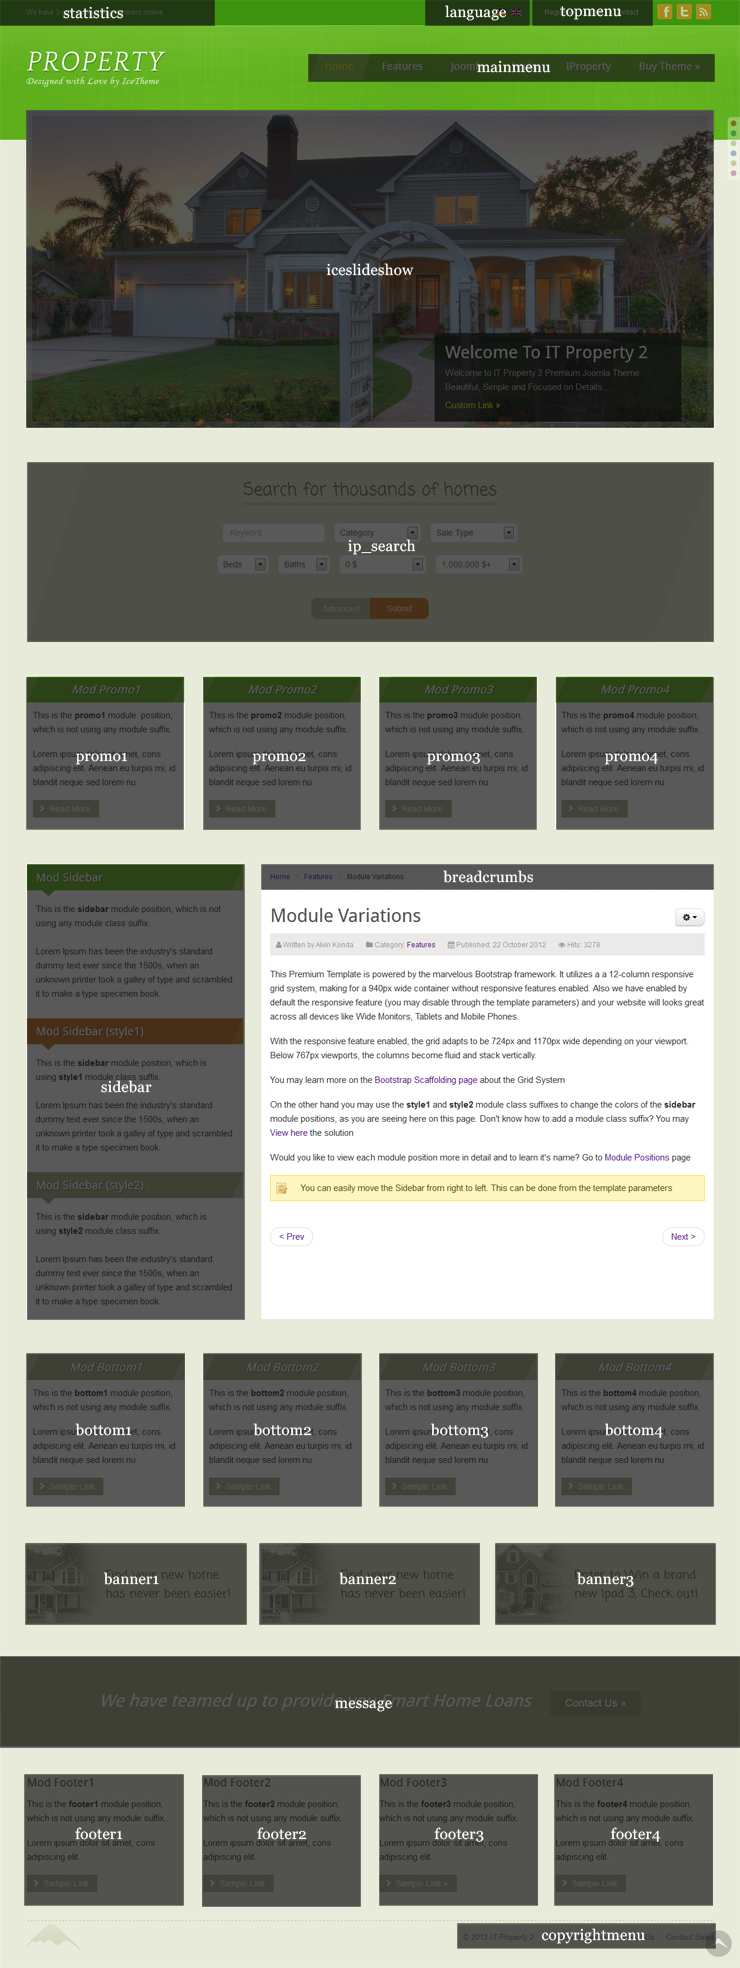 statistics
language
topmenu
PROPERTY
Designed with Love by IceTheme
Home Features mainmenu IProperty Buy Theme »
iceslideshow
Welcome To IT Property 2
Welcome to IT Property 2 Premium Joomla Theme.
Beautiful, Simple and Focused on Details...
Custom Link »
Search for thousands of homes
Keyword Category Sale Type
ip_search
Beds Baths 0 $ 1,000,000 $+
Advanced Submit
Mod Promo1
This is the promo1 module position,
which is not using any module suffix.
Lorem ipsum met, cons
promo1
adipiscing elit. Aenean eu turpis mi, id
blandit neque sed lorem nu
Read More
Mod Promo2
This is the promo2 module position,
which is not using any module suffix.
Lorem ipsum met, cons
promo2
adipiscing elit. Aenean eu turpis mi, id
blandit neque sed lorem nu
Read More
Mod Promo3
This is the promo3 module position,
which is not using any module suffix.
Lorem ipsum met, cons
promo3
adipiscing elit. Aenean eu turpis mi, id
blandit neque sed lorem nu
Read More
Mod Promo4
This is the promo4 module position,
which is not using any module suffix.
Lorem ipsum met, cons
promo4
adipiscing elit. Aenean eu turpis mi, id
blandit neque sed lorem nu
Read More
Mod Sidebar
This is the sidebar module position, which is not
using any module class suffix.
Lorem Ipsum has been the industry's standard
dummy text ever since the 1500s, when an
unknown printer took a galley of type and scrambled
it to make a type specimen book.
Mod Sidebar (style1)
This is the sidebar module position, which is
using style1 module class suffix.
sidebar
Lorem Ipsum has been the industry's standard
dummy text ever since the 1500s, when an
unknown printer took a galley of type and scrambled
it to make a type specimen book.
Mod Sidebar (style2)
This is the sidebar module position, which is
using style2 module class suffix.
Lorem Ipsum has been the industry's standard
dummy text ever since the 1500s, when an
unknown printer took a galley of type and scrambled
it to make a type specimen book.
Home Features Module Variations breadcrumbs
Module Variations
Written by Alvin Konda Category: Features Published: 22 October 2012 Hits: 3278
This Premium Template is powered by the marvelous Bootstrap framework. It utilizes a a 12-column responsive
grid system, making for a 940px wide container without responsive features enabled. Also we have enabled by
default the responsive feature (you may disable through the template parameters) and your website will looks great
across all devices like Wide Monitors, Tablets and Mobile Phones.
With the responsive feature enabled, the grid adapts to be 724px and 1170px wide depending on your viewport.
Below 767px viewports, the columns become fluid and stack vertically.
You may learn more on the Bootstrap Scaffolding page about the Grid System
On the other hand you may use the style1 and style2 module class suffixes to change the colors of the sidebar
module positions, as you are seeing here on this page. Don't know how to add a module class suffix? You may
View here the solution
Would you like to view each module position more in detail and to learn it's name? Go to Module Positions page
You can easily move the Sidebar from right to left. This can be done from the template parameters
< Prev Next >
Mod Bottom1
This is the bottom1 module position,
which is not using any module suffix.
Lorem ipsum met, cons
bottom1
adipiscing elit. Aenean eu turpis mi, id
blandit neque sed lorem nu
Sample Link
Mod Bottom2
This is the bottom2 module position,
which is not using any module suffix.
Lorem ipsum met, cons
bottom2
adipiscing elit. Aenean eu turpis mi, id
blandit neque sed lorem nu
Sample Link
Mod Bottom3
This is the bottom3 module position,
which is not using any module suffix.
Lorem ipsum cons
bottom3
adipiscing elit. Aenean eu turpis mi, id
blandit neque sed lorem nu
Sample Link
Mod Bottom4
This is the bottom4 module position,
which is not using any module suffix.
Lorem ipsum met, cons
bottom4
adipiscing elit. Aenean eu turpis mi, id
blandit neque sed lorem nu
Sample Link
banner1
your new home
has never been easier!
banner2
your new home
has never been easier!
banner3
Win a brand
new Ipad 3. Check out!
We have teamed up to provide Smart Home Loans
message
Contact Us »
Mod Footer1
This is the footer1 module position,
which is not using any module suffix.
footer1
Lorem ipsum dolor sit amet, cons
adipiscing elit.
Sample Link
Mod Footer2
This is the footer2 module position,
which is not using any module suffix.
footer2
Lorem ipsum dolor sit amet, cons
adipiscing elit.
Sample Link
Mod Footer3
This is the footer3 module position,
which is not using any module suffix.
footer3
Lorem ipsum dolor sit amet, cons
adipiscing elit.
Sample Link »
Mod Footer4
This is the footer4 module position,
which is not using any module suffix.
footer4
Lorem ipsum dolor sit amet, cons
adipiscing elit.
Sample Link
© 2013 IT Property 2 copyrightmenu Us Contact